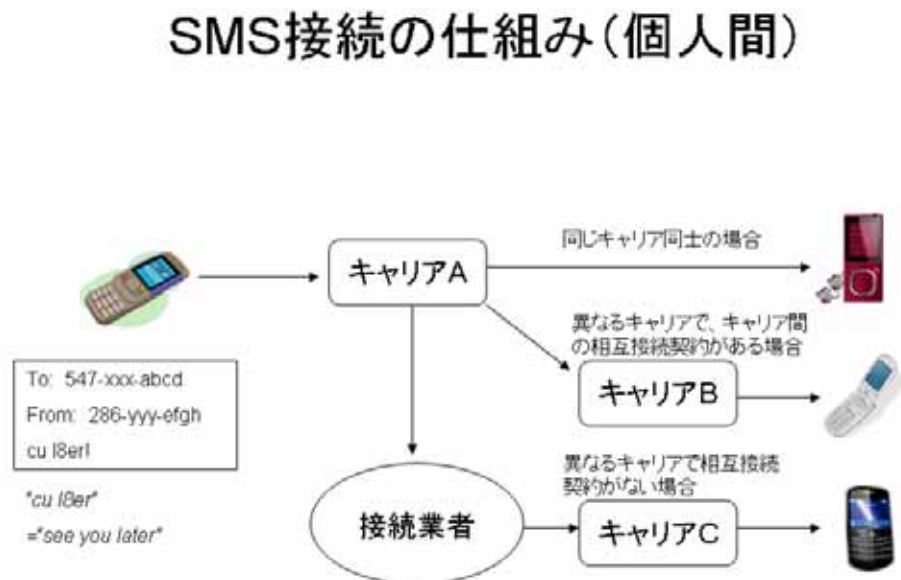 SMS接続の仕組み(個人間)
同じキャリア同士の場合
キャリアA
異なるキャリアで、キャリア間
の相互接続契約がある場合
キャリアB
To: 547-xxx-abcd
From: 286-yyy-efgh
cu l8er!
"cu l8er"
="see you later"
異なるキャリアで相互接続
契約がない場合
接続業者
キャリアC